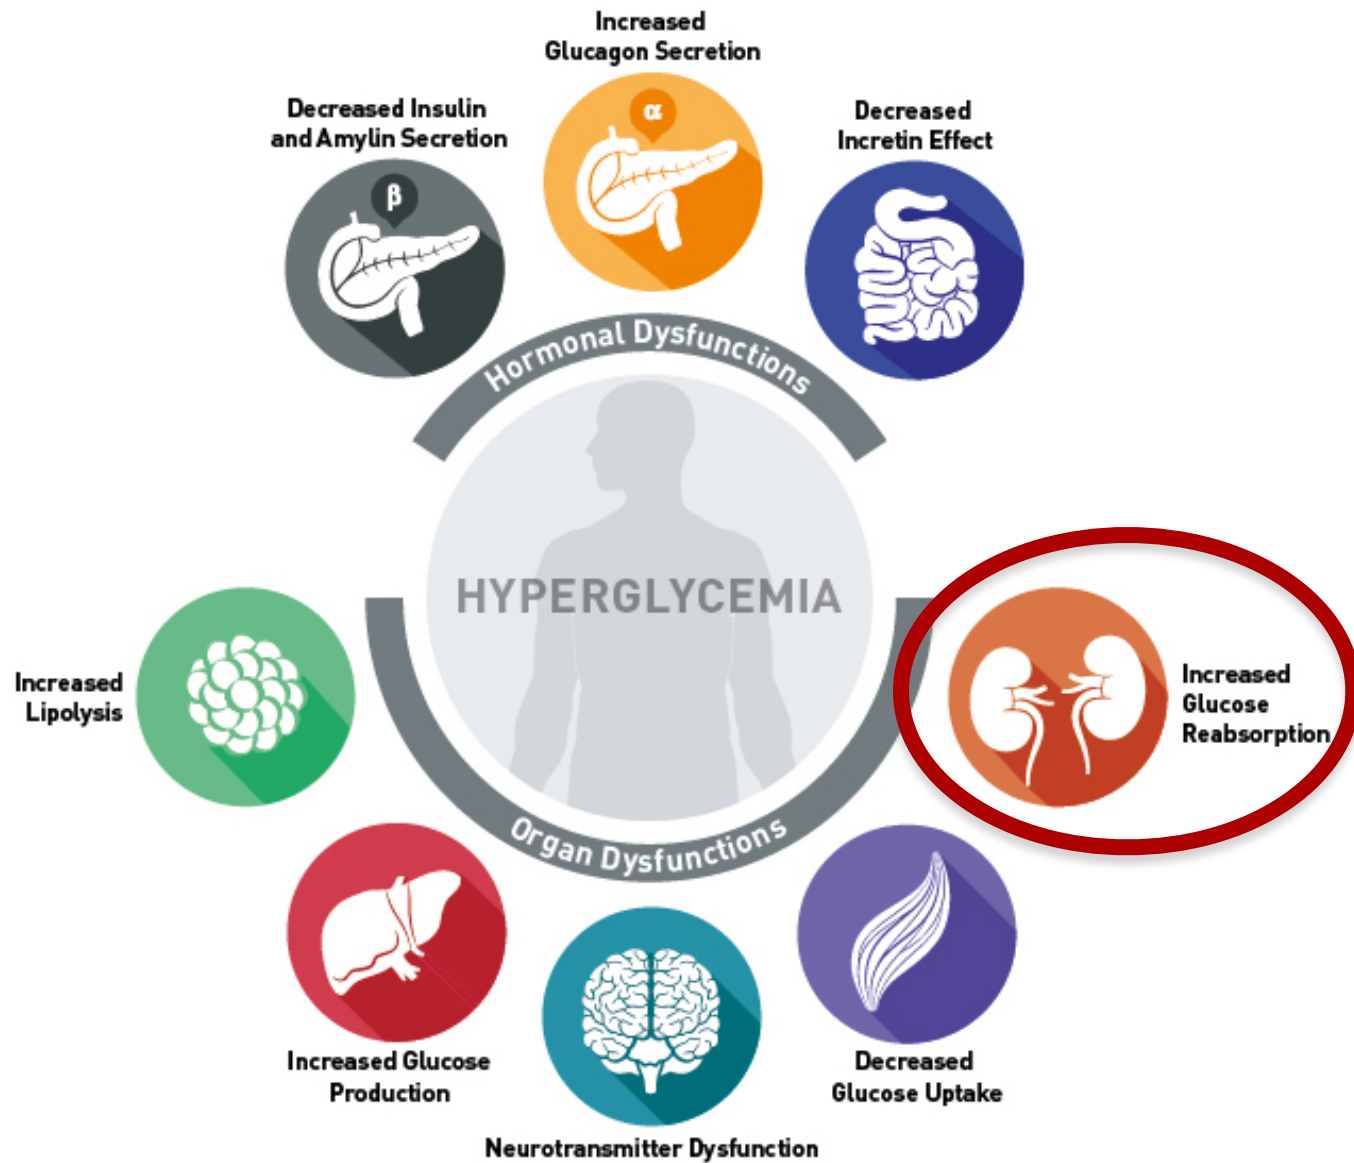 Increased
Glucagon Secretion
Decreased Insulin
and Amylin Secretion
Decreased
Incretin Effect
α
β
Hormonal Dysfunctions
HYPERGLYCEMIA
Increased
Lipolysis
Increased
Glucose
Reabsorption
Organ Dysfunctions
Increased Glucose
Production
Decreased
Glucose Uptake
Neurotransmitter Dysfunction